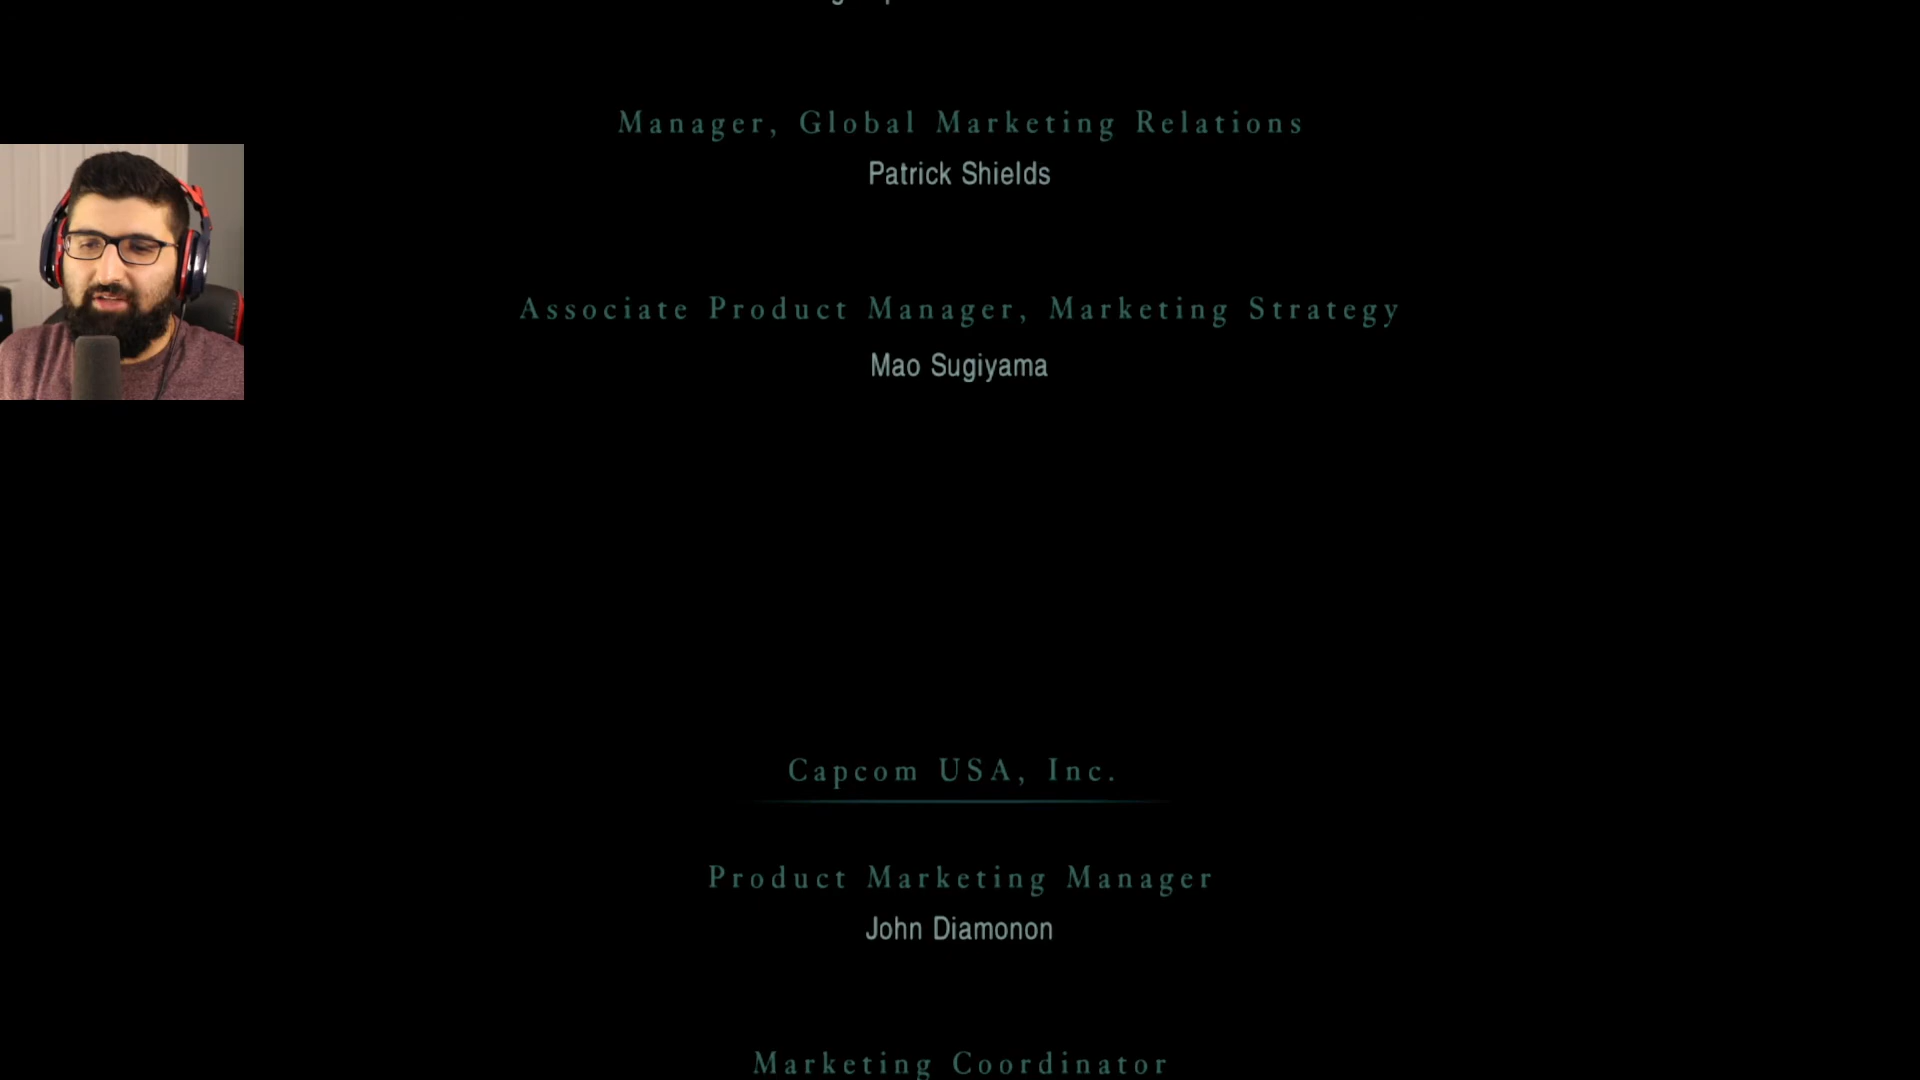 Manager, Global Marketing Relations
Patrick Shields
Associate Product Manager, Marketing Strategy
Mao Sugiyama
Capcom USA, Inc.
Product Marketing Manager
John Diamonon
Marketing Coordinator